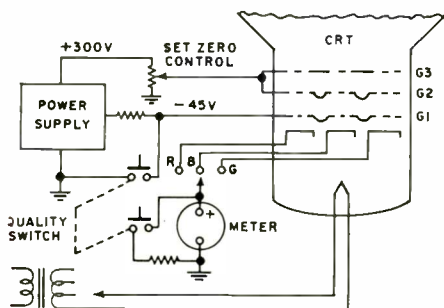 CRT
+300V
SET ZERO
CONTROL
G3
G2
POWER
SUPPLY
-45V
G1
R B G
QUALITY
SWITCH
+
METER